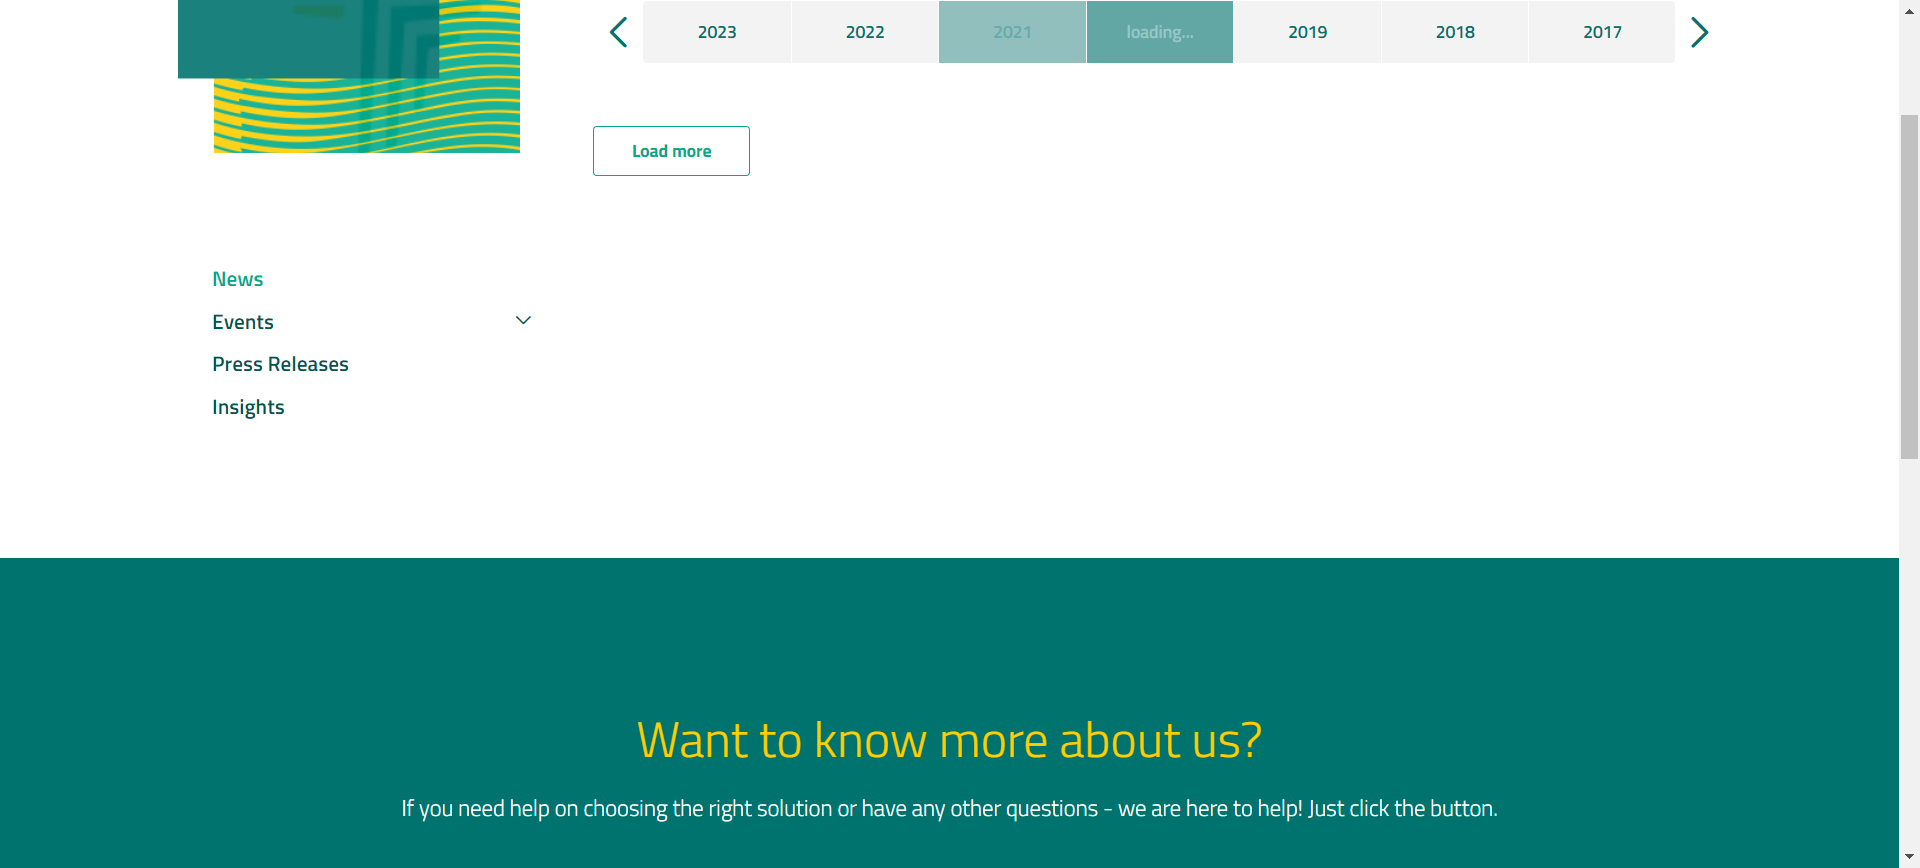 2023 2022 2021 loading... 2019 2018 2017
Load more
News
Events
Press Releases
Insights
Want to know more about us?
If you need help on choosing the right solution or have any other questions - we are here to help! Just click the button.